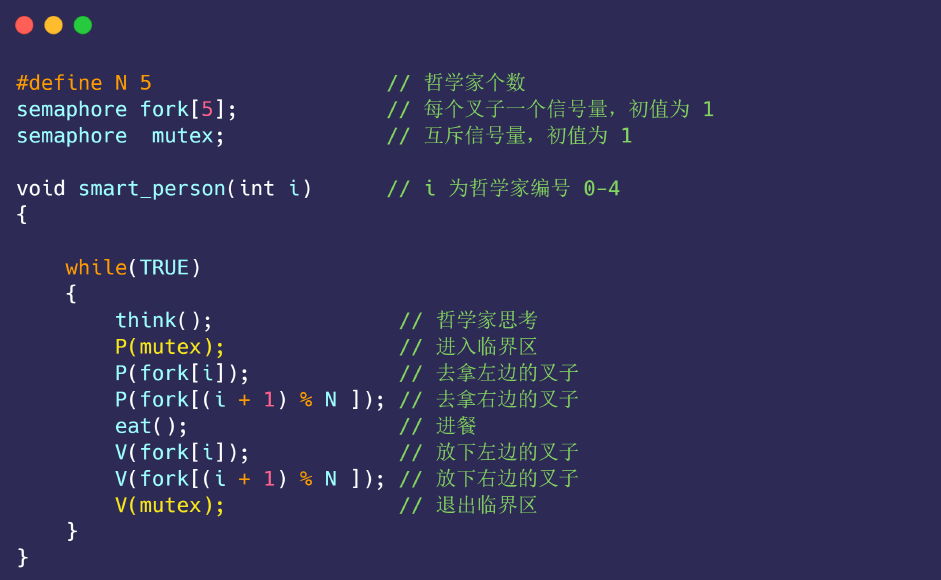 #define N 5 // 哲学家个数
semaphore fork[5]; // 每个叉子一个信号量，初值为 1
semaphore mutex; // 互斥信号量，初值为 1
void smart_person(int i) // i 为哲学家编号 0-4
{
while(TRUE)
{
think(); // 哲学家思考
P(mutex); // 进入临界区
P(fork[i]); // 去拿左边的叉子
P(fork[(i + 1) % N ]); // 去拿右边的叉子
eat(); // 进餐
V(fork[i]); // 放下左边的叉子
V(fork[(i + 1) % N ]); // 放下右边的叉子
V(mutex); // 退出临界区
}
}